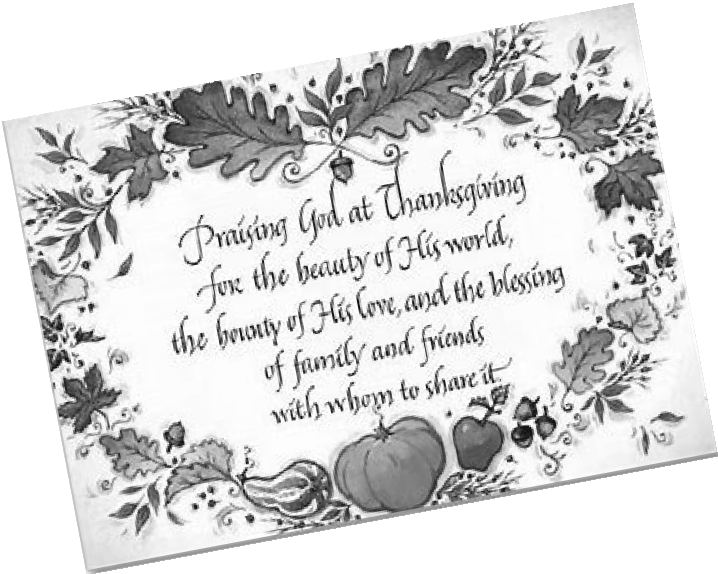 Praising God at Thanksgiving
for the beauty of His world,
the bounty of His love, and the blessing
of family and friends
with whom to share it.